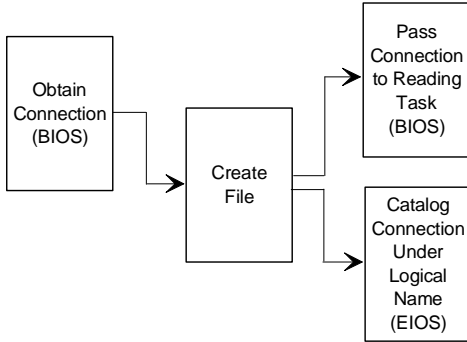 Obtain
Connection
(BIOS)
Create
File
Pass
Connection
to Reading
Task
(BIOS)
Catalog
Connection
Under
Logical
Name
(EIOS)